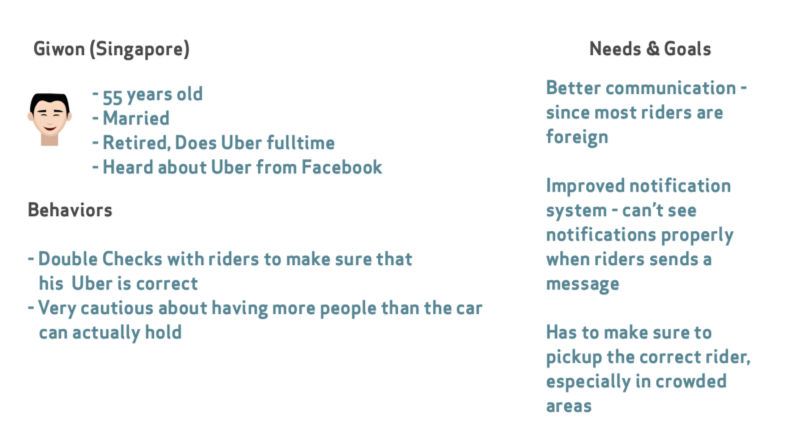 Giwon (Singapore)
- 55 years old
- Married
- Retired, Does Uber fulltime
- Heard about Uber from Facebook
Behaviors
- Double Checks with riders to make sure that
his Uber is correct
- Very cautious about having more people than the car
can actually hold
Needs & Goals
Better communication -
since most riders are
foreign
Improved notification
system - can't see
notifications properly
when riders sends a
message
Has to make sure to
pickup the correct rider,
especially in crowded
areas